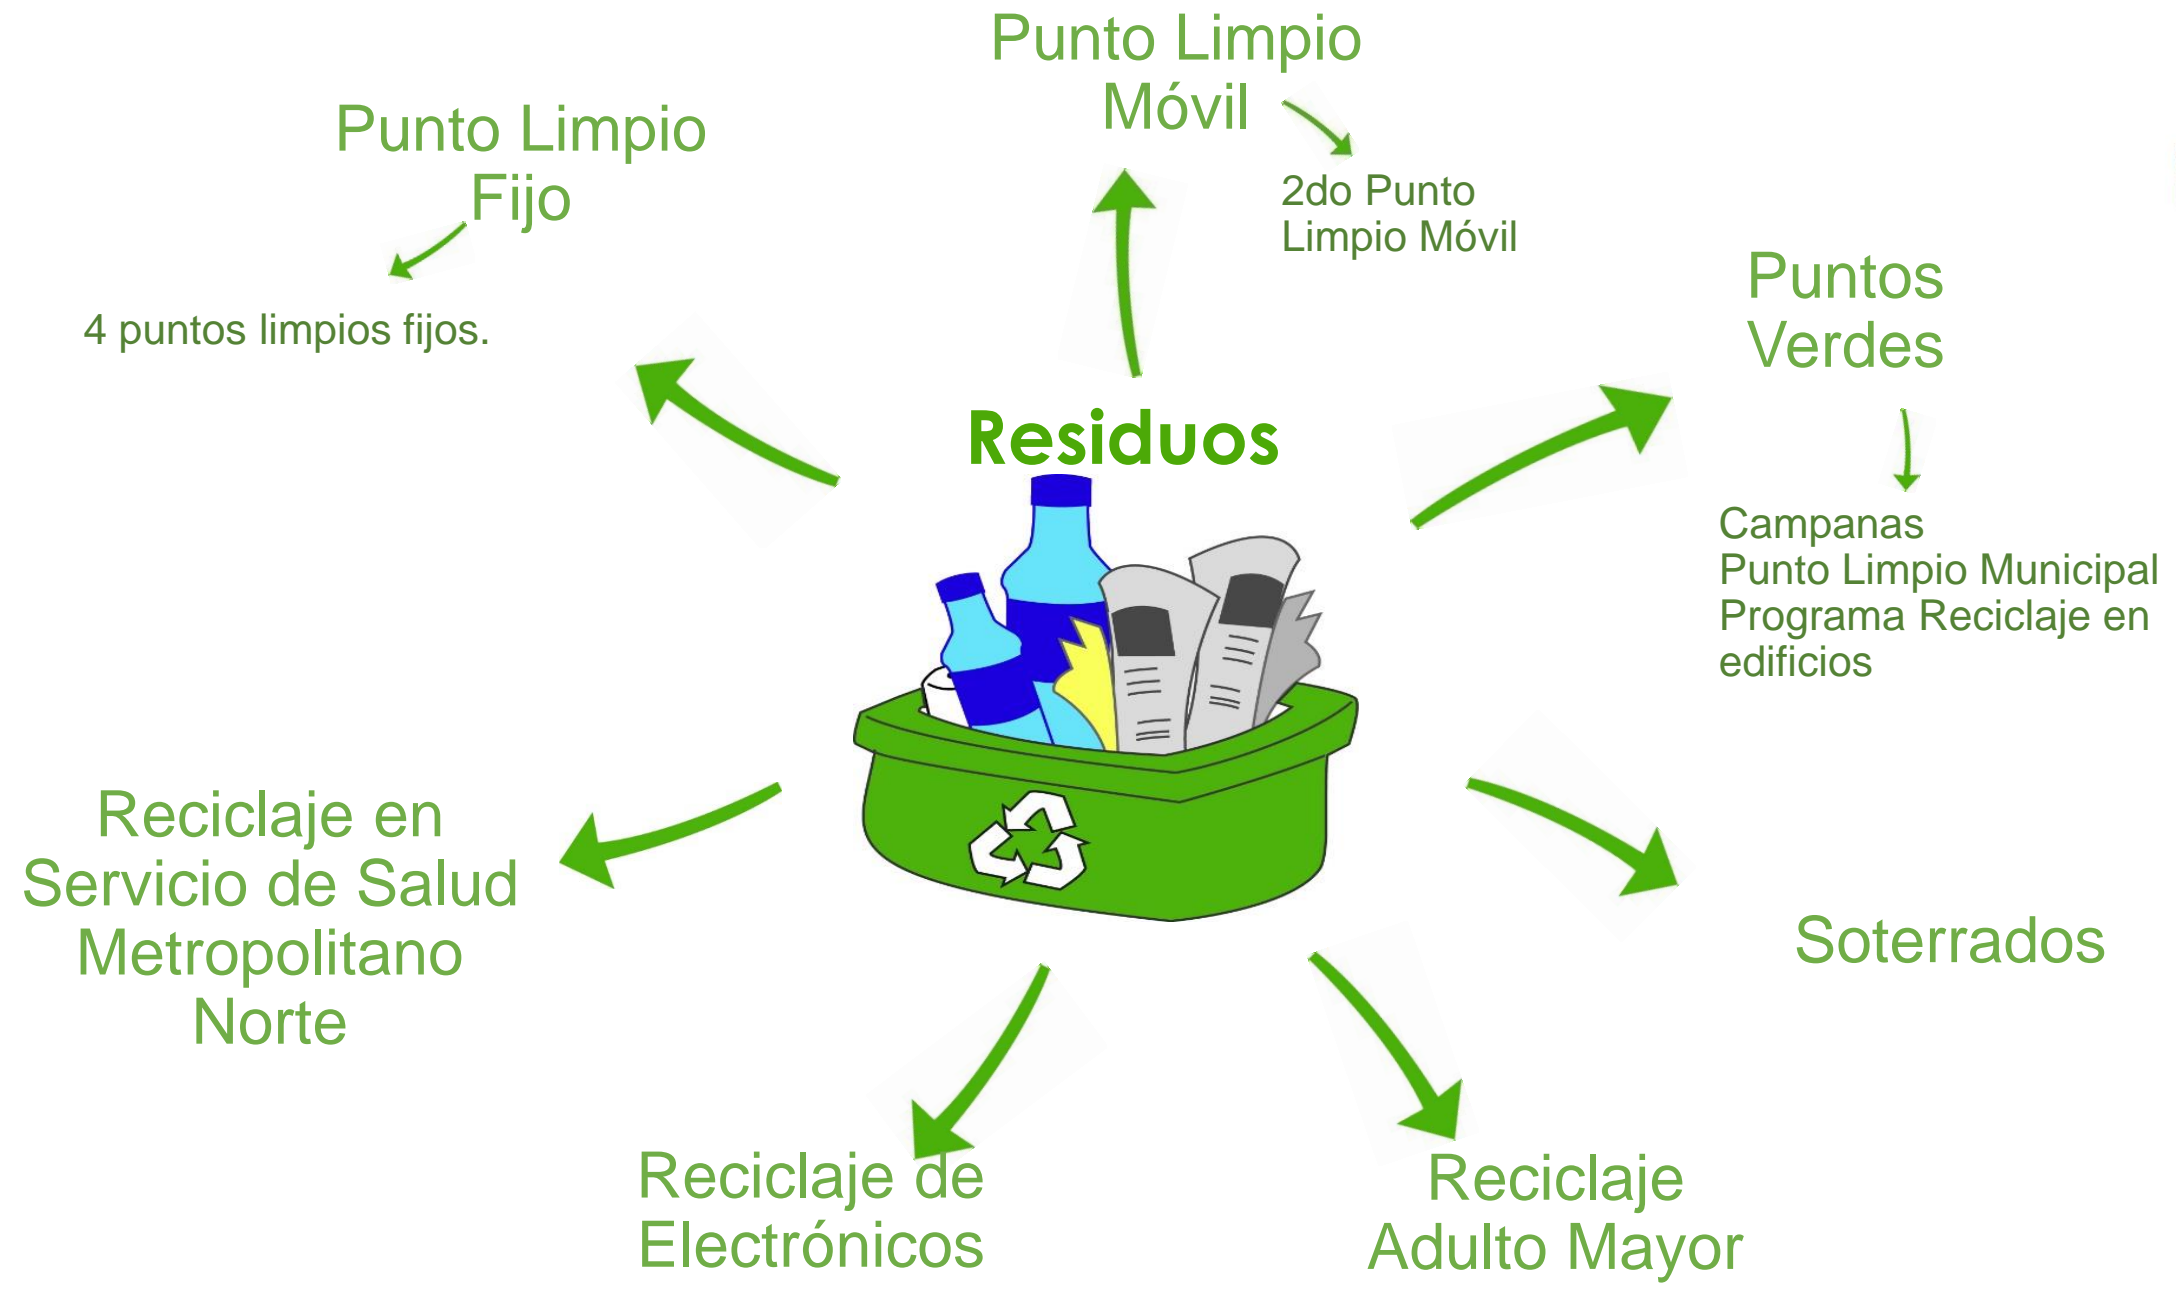 Punto Limpio
Móvil
2do Punto
Limpio Móvil
Punto Limpio
Fijo
4 puntos limpios fijos.
Puntos
Verdes
Campanas
Punto Limpio Municipal
Programa Reciclaje en
edificios
Residuos
Reciclaje en
Servicio de Salud
Metropolitano
Norte
Soterrados
Reciclaje de
Electrónicos
Reciclaje
Adulto Mayor